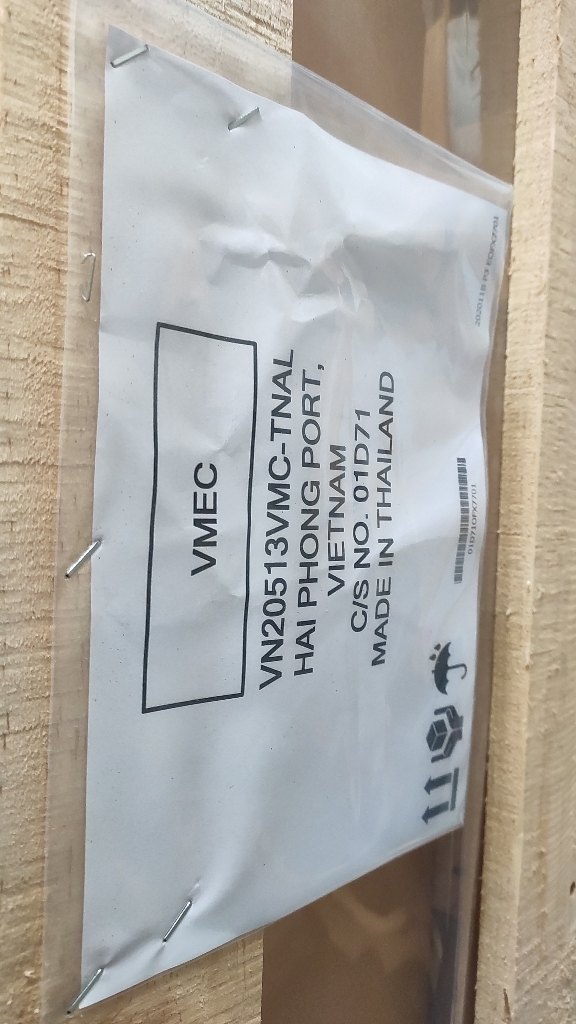 VMEC
VN20513VMC-TNAL
HAI PHONG PORT,
VIETNAM
C/S NO. 01D71
MADE IN THAILAND